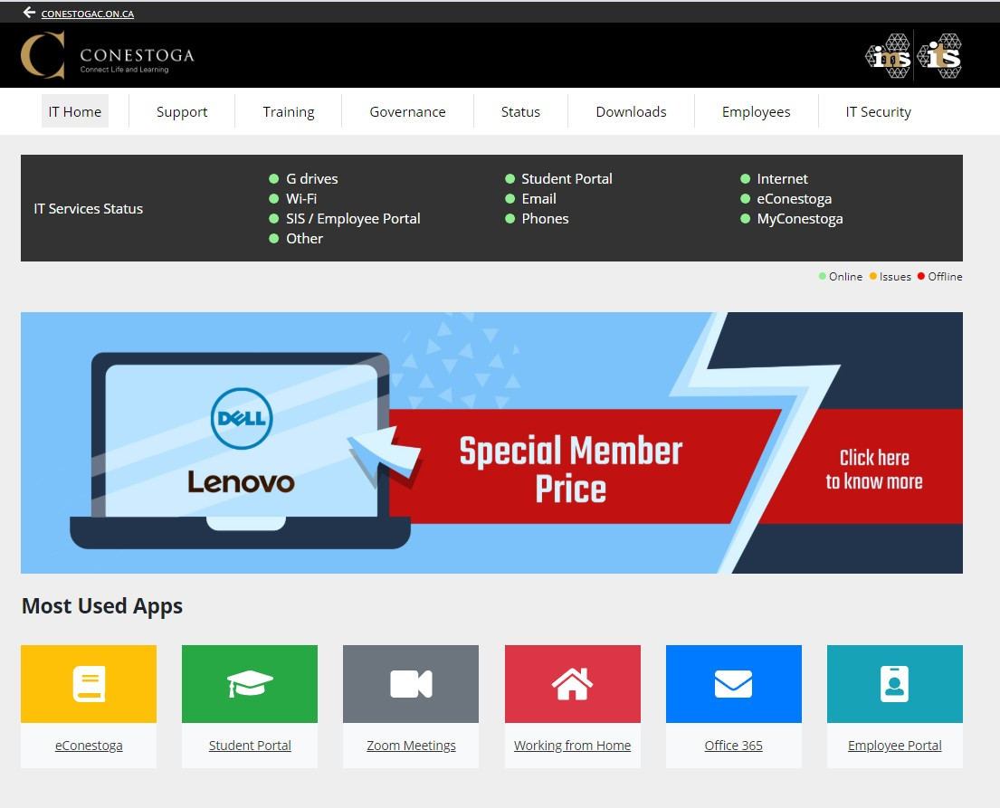 CONESTOGAC.ON.CA
CONESTOGA
Connect Life and Learning
ims
its
IT Home
Support
Training
Governance
Status
Downloads
Employees
IT Security
IT Services Status
G drives
Wi-Fi
SIS / Employee Portal
Other
Student Portal
Email
Phones
Internet
eConestoga
MyConestoga
Online
Issues
Offline
DELL
Lenovo
Special Member
Price
Click here
to know more
Most Used Apps
eConestoga
Student Portal
Zoom Meetings
Working from Home
Office 365
Employee Portal